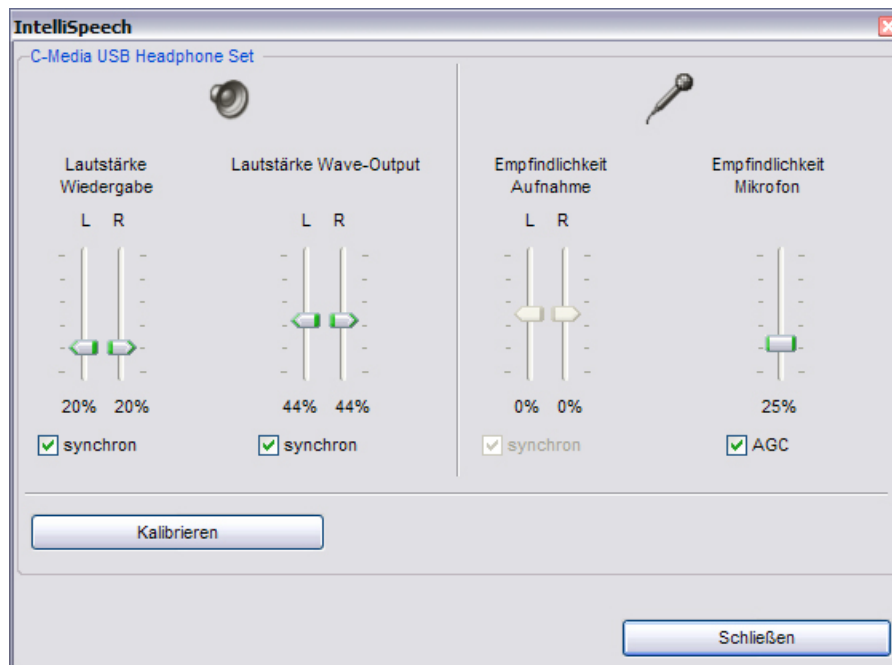 IntelliSpeech
C-Media USB Headphone Set
Lautstärke
Wiedergabe
L R
20% 20%
synchron
Lautstärke Wave-Output
L R
44% 44%
synchron
Empfindlichkeit
Aufnahme
L R
0% 0%
synchron
Empfindlichkeit
Mikrofon
25%
AGC
Kalibrieren
Schließen